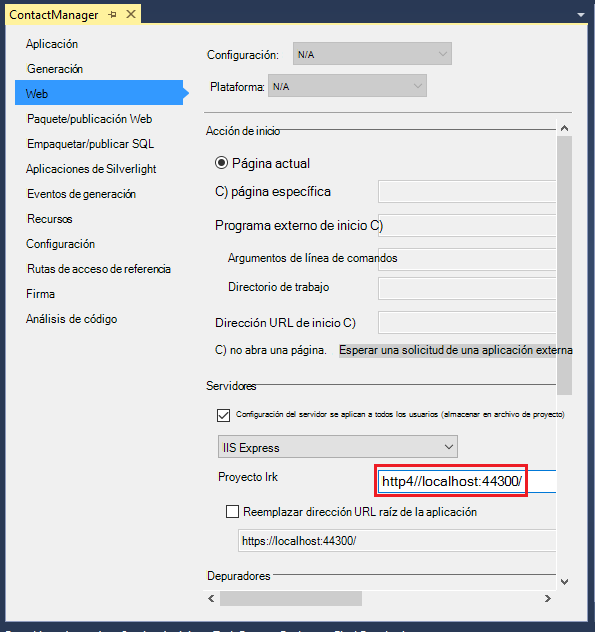 ContactManager
Aplicación
Generación
Web
Paquete/publicación Web
Empaquetar/publicar SQL
Aplicaciones de Silverlight
Eventos de generación
Recursos
Configuración
Rutas de acceso de referencia
Firma
Análisis de código
Configuración: N/A
Plataforma: N/A
Acción de inicio
Página actual
C) página específica
Programa externo de inicio C)
Argumentos de línea de comandos
Directorio de trabajo
Dirección URL de inicio C)
C) no abra una página. Esperar una solicitud de una aplicación externa
Servidores
Configuración del servidor se aplican a todos los usuarios (almacenar en archivo de proyecto)
IIS Express
Proyecto Irk http4//localhost:44300/
Reemplazar dirección URL raíz de la aplicación
https://localhost:44300/
Depuradores